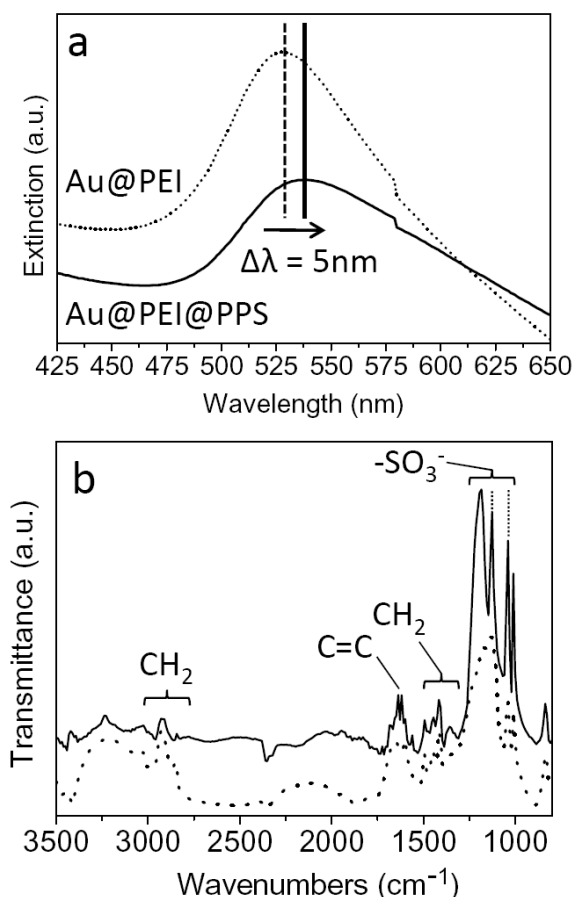 a
Extinction (a.u.)
Au@PEI
Δλ = 5nm
Au@PEI@PPS
425 450 475 500 525 550 575 600 625 650
Wavelength (nm)
b
-SO₃⁻
Transmittance (a.u.)
CH₂
C=C
CH₂
3500 3000 2500 2000 1500 1000
Wavenumbers (cm⁻¹)